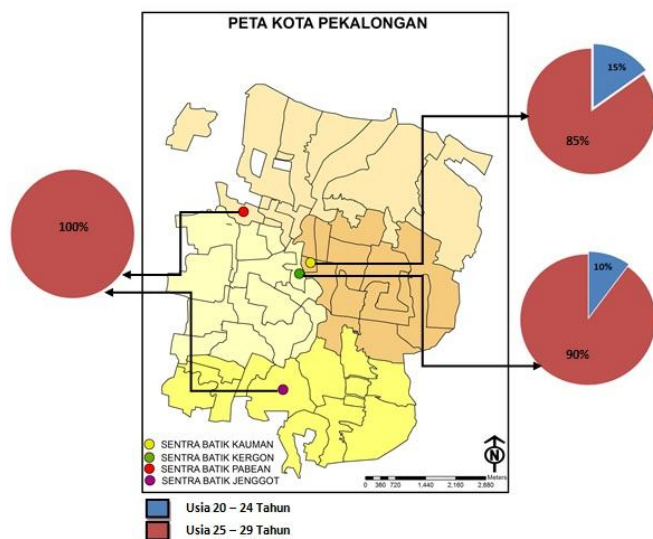 PETA KOTA PEKALONGAN
15%
85%
100%
10%
90%
SENTRA BATIK KAUMAN
SENTRA BATIK KERGON
SENTRA BATIK PABEAN
SENTRA BATIK JENGGOT
N
Meters
0 360 720 1,440 2,160 2,880
Usia 20 – 24 Tahun
Usia 25 – 29 Tahun